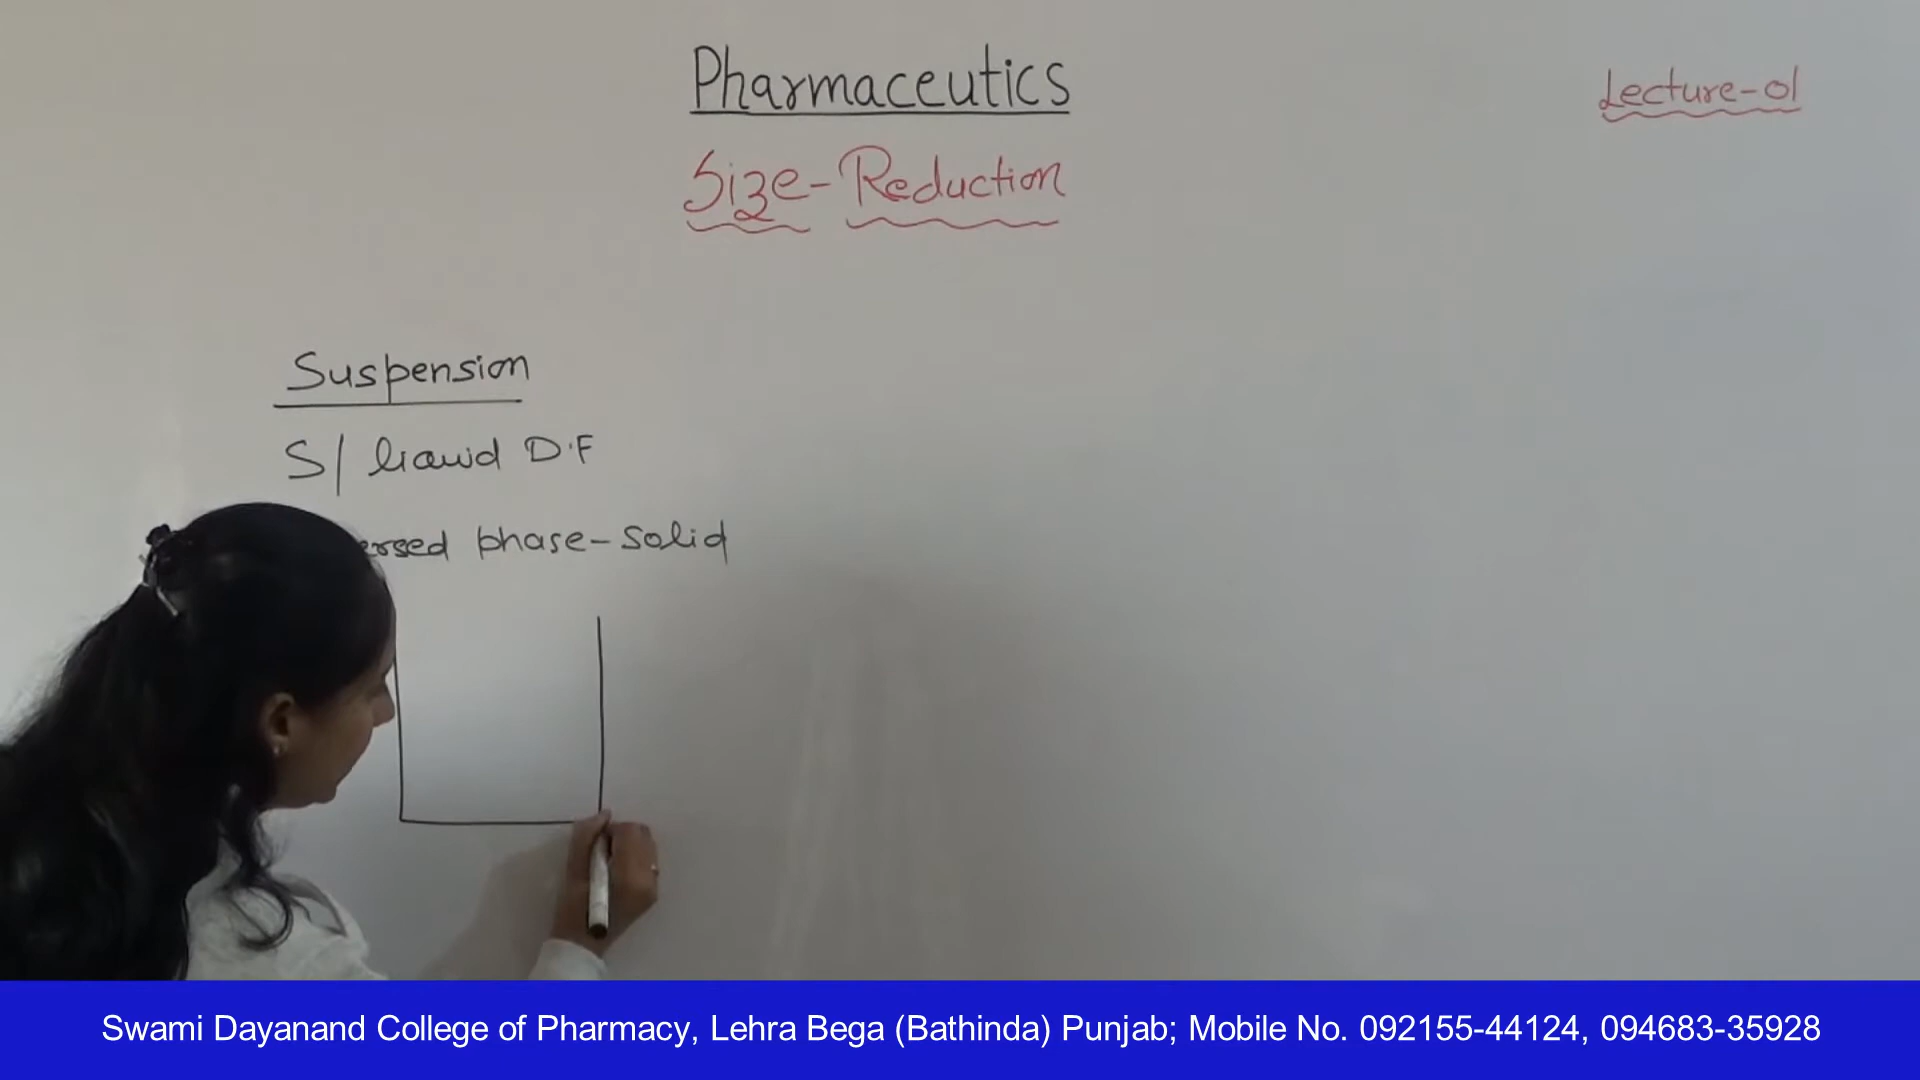 Pharmaceutics
Lecture-01
Size-Reduction
Suspension
S/ liquid D.F
ersed phase-solid
Swami Dayanand College of Pharmacy, Lehra Bega (Bathinda) Punjab; Mobile No. 092155-44124, 094683-35928